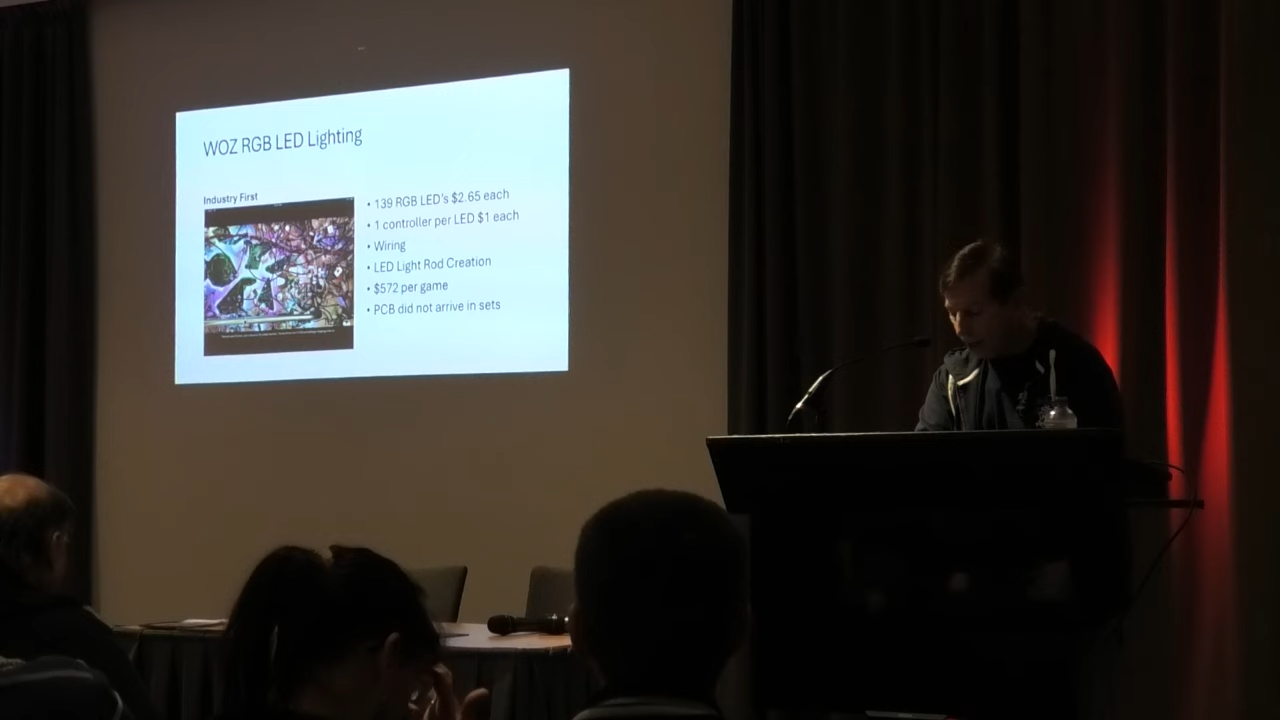 WOZ RGB LED Lighting
Industry First
• 139 RGB LED's $2.65 each
• 1 controller per LED $1 each
• Wiring
• LED Light Rod Creation
• $572 per game
• PCB did not arrive in sets